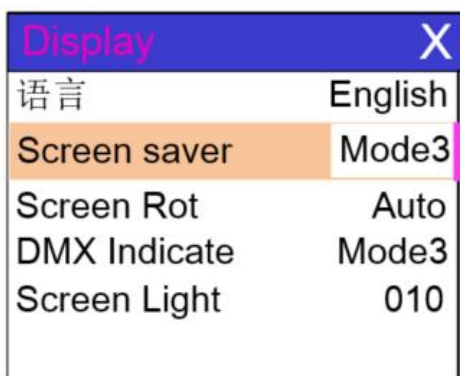 Display X
语言 English
Screen saver Mode3
Screen Rot Auto
DMX Indicate Mode3
Screen Light 010